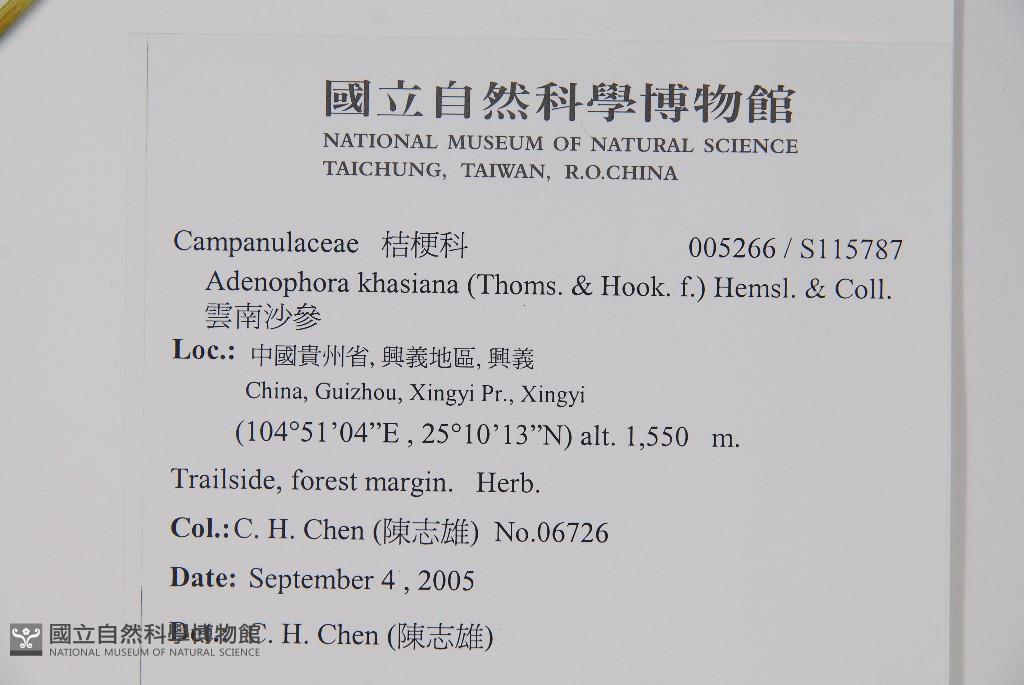 國立自然科學博物館
NATIONAL MUSEUM OF NATURAL SCIENCE
TAICHUNG, TAIWAN, R.O.CHINA
Campanulaceae 桔梗科 005266 / S115787
Adenophora khasiana (Thoms. & Hook. f.) Hemsl. & Coll.
雲南沙參
Loc.: 中國貴州省, 興義地區, 興義
China, Guizhou, Xingyi Pr., Xingyi
(104°51’04”E , 25°10’13”N) alt. 1,550 m.
Trailside, forest margin. Herb.
Col.: C. H. Chen (陳志雄) No.06726
Date: September 4 , 2005
C. H. Chen (陳志雄)
國立自然科學博物館
NATIONAL MUSEUM OF NATURAL SCIENCE